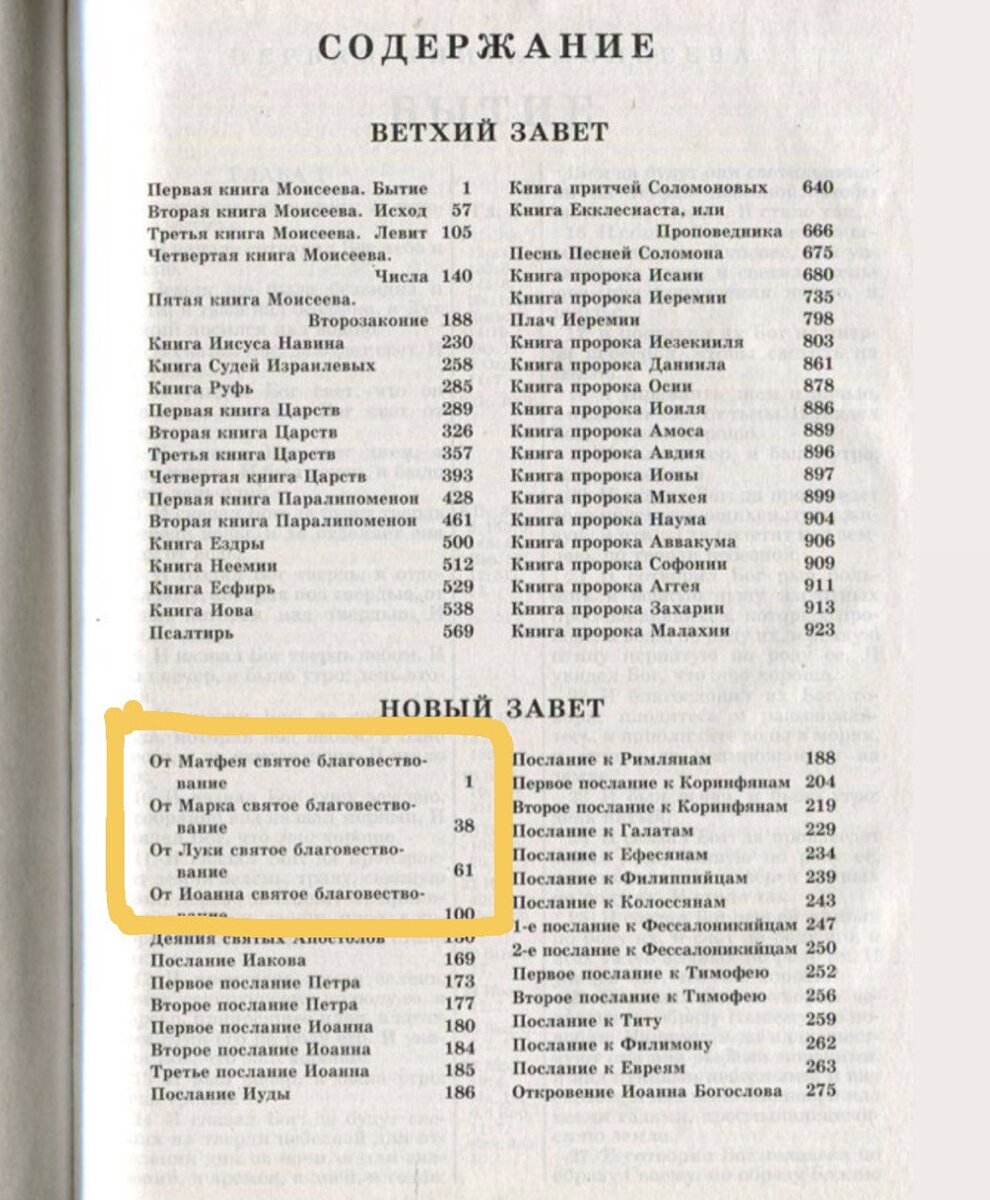 СОДЕРЖАНИЕ
ВЕТХИЙ ЗАВЕТ
Первая книга Моисеева. Бытие 1
Вторая книга Моисеева. Исход 57
Третья книга Моисеева. Левит 105
Четвертая книга Моисеева.
Числа 140
Пятая книга Моисеева.
Второзаконие 188
Книга Иисуса Навина 230
Книга Судей Израилевых 258
Книга Руфь 285
Первая книга Царств 289
Вторая книга Царств 326
Третья книга Царств 357
Четвертая книга Царств 393
Первая книга Паралипоменон 428
Вторая книга Паралипоменон 461
Книга Ездры 500
Книга Неемии 512
Книга Есфирь 529
Книга Иова 538
Псалтирь 569
Книга притчей Соломоновых 640
Книга Екклесиаста, или
Проповедника 666
Песнь Песней Соломона 675
Книга пророка Исаии 680
Книга пророка Иеремии 735
Плач Иеремии 798
Книга пророка Иезекииля 803
Книга пророка Даниила 861
Книга пророка Осии 878
Книга пророка Иоиля 886
Книга пророка Амоса 889
Книга пророка Авдия 896
Книга пророка Ионы 897
Книга пророка Михея 899
Книга пророка Наума 904
Книга пророка Аввакума 906
Книга пророка Софонии 909
Книга пророка Аггея 911
Книга пророка Захарии 913
Книга пророка Малахии 923
НОВЫЙ ЗАВЕТ
От Матфея святое благовество-
вание 1
От Марка святое благовество-
вание 38
От Луки святое благовество-
вание 61
От Иоанна святое благовество-
вание 100
Деяния святых Апостолов
Послание Иакова 169
Первое послание Петра 173
Второе послание Петра 177
Первое послание Иоанна 180
Второе послание Иоанна 184
Третье послание Иоанна 185
Послание Иуды 186
Послание к Римлянам 188
Первое послание к Коринфянам 204
Второе послание к Коринфянам 219
Послание к Галатам 229
Послание к Ефесянам 234
Послание к Филиппийцам 239
Послание к Колоссянам 243
1-е послание к Фессалоникийцам 247
2-е послание к Фессалоникийцам 250
Первое послание к Тимофею 252
Второе послание к Тимофею 256
Послание к Титу 259
Послание к Филимону 262
Послание к Евреям 263
Откровение Иоанна Богослова 275